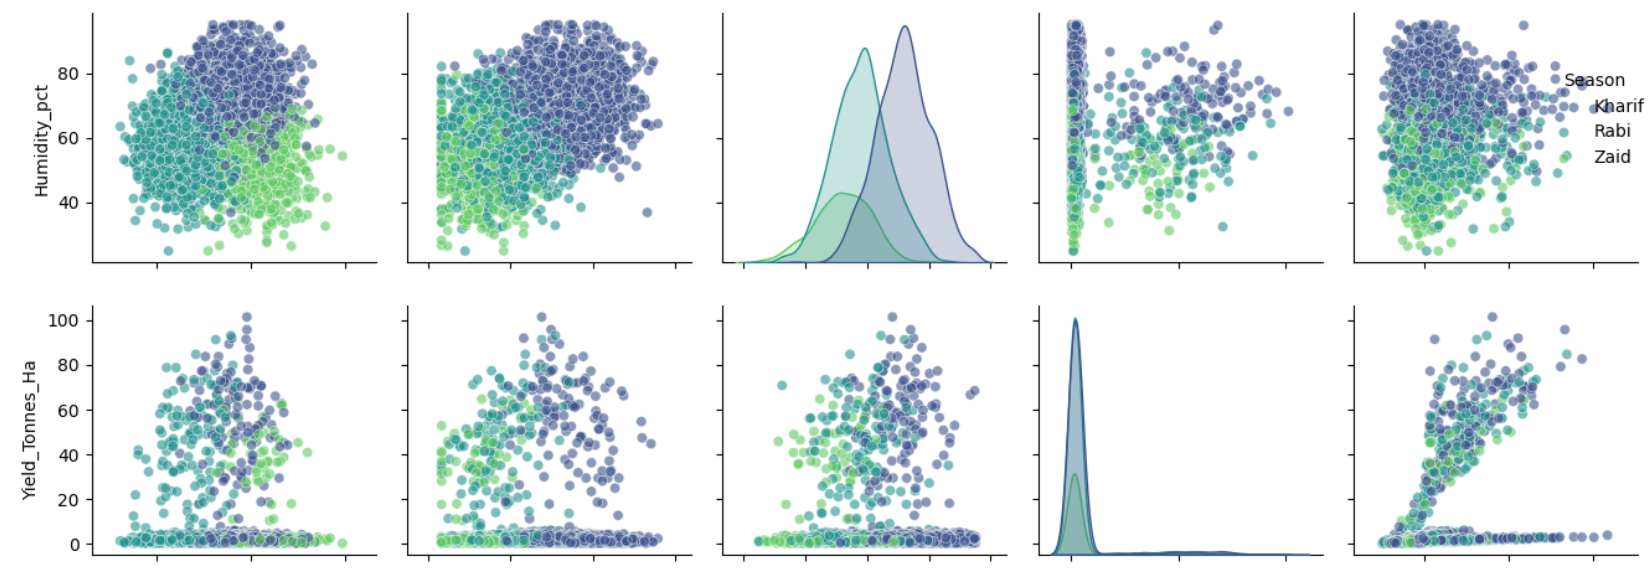 Humidity_pct
80
60
40
Season
Kharif
Rabi
Zaid
Yield_Tonnes_Ha
100
80
60
40
20
0